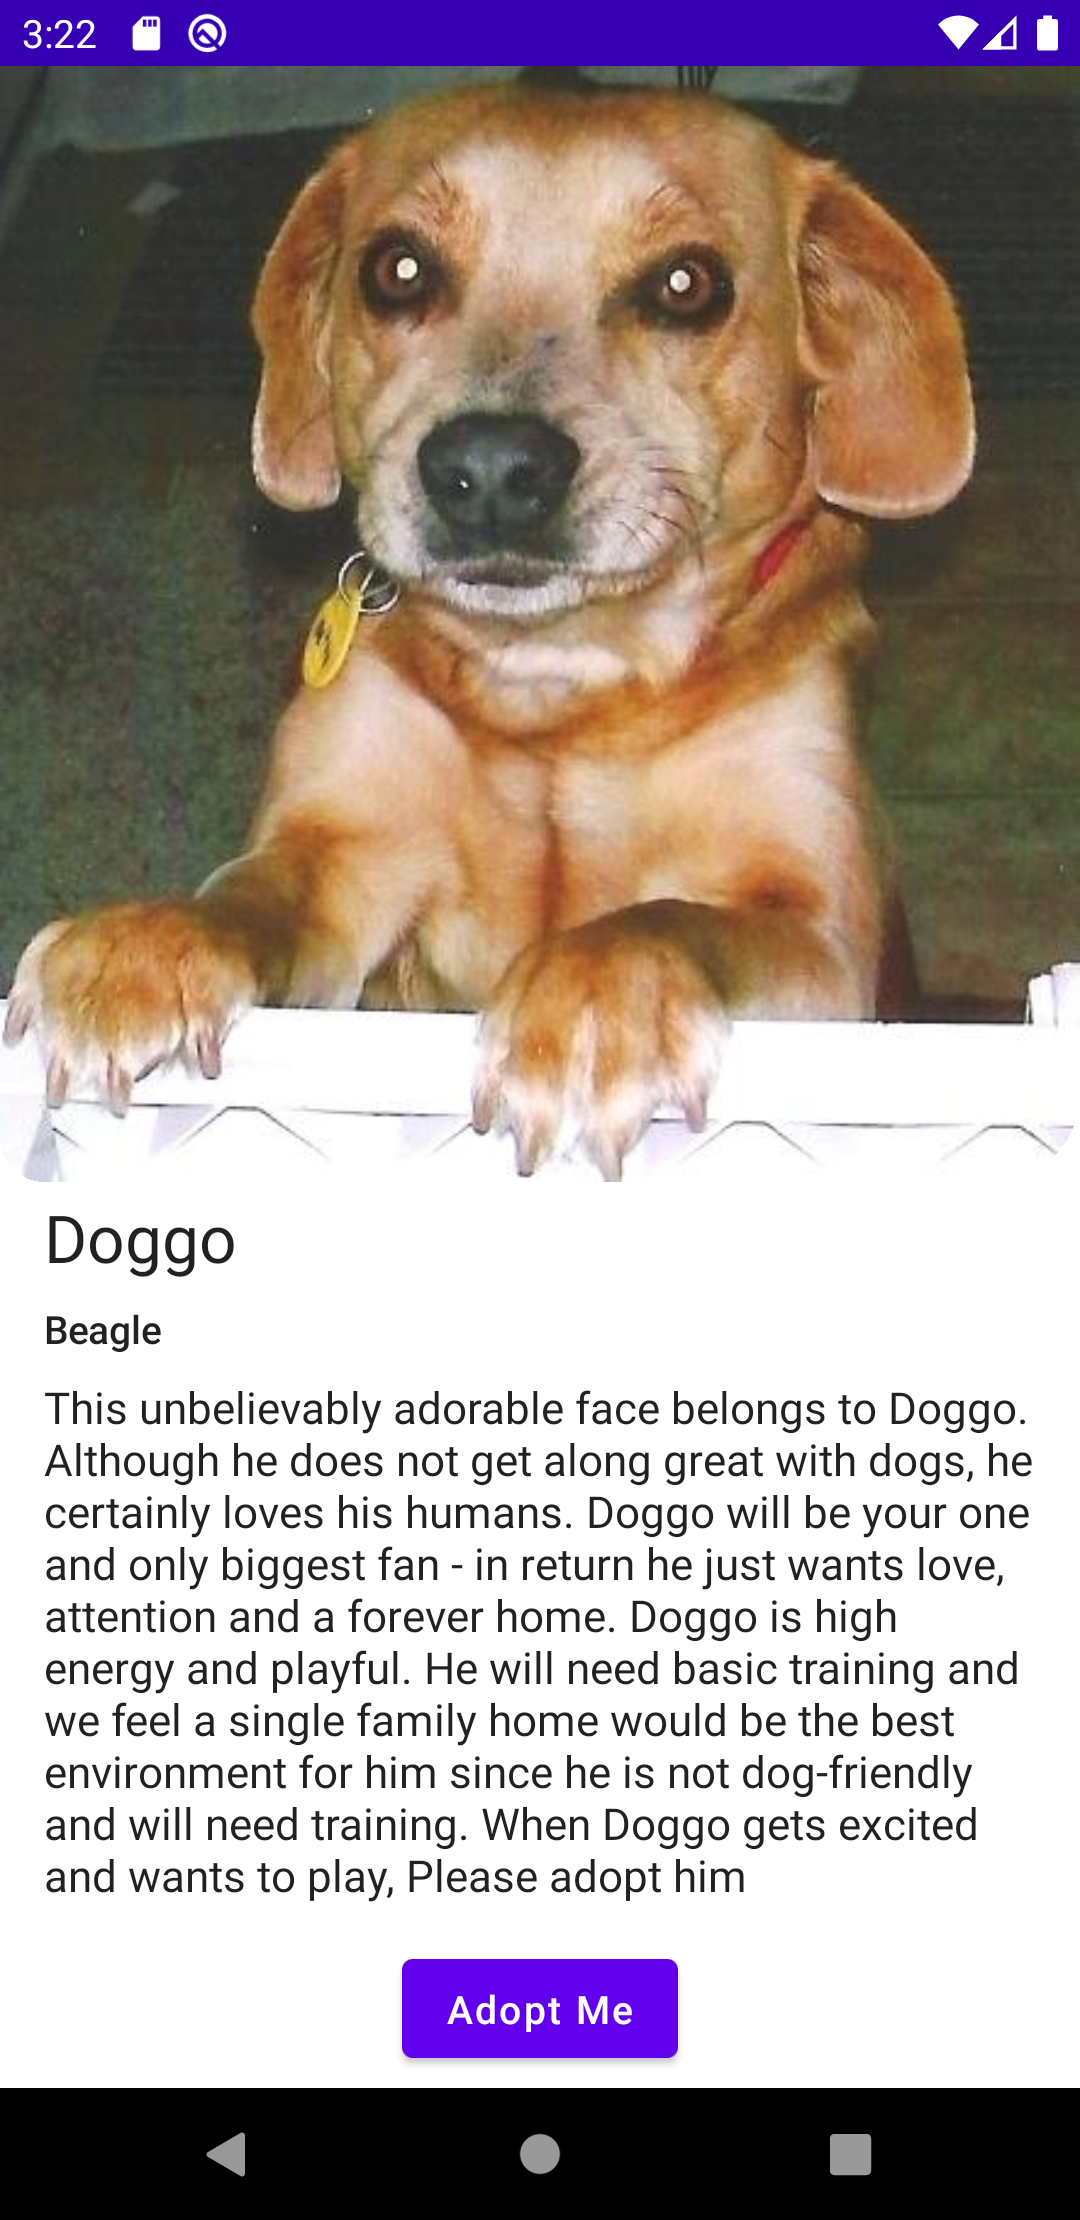 3:22
Doggo
Beagle
This unbelievably adorable face belongs to Doggo.
Although he does not get along great with dogs, he
certainly loves his humans. Doggo will be your one
and only biggest fan - in return he just wants love,
attention and a forever home. Doggo is high
energy and playful. He will need basic training and
we feel a single family home would be the best
environment for him since he is not dog-friendly
and will need training. When Doggo gets excited
and wants to play, Please adopt him
Adopt Me